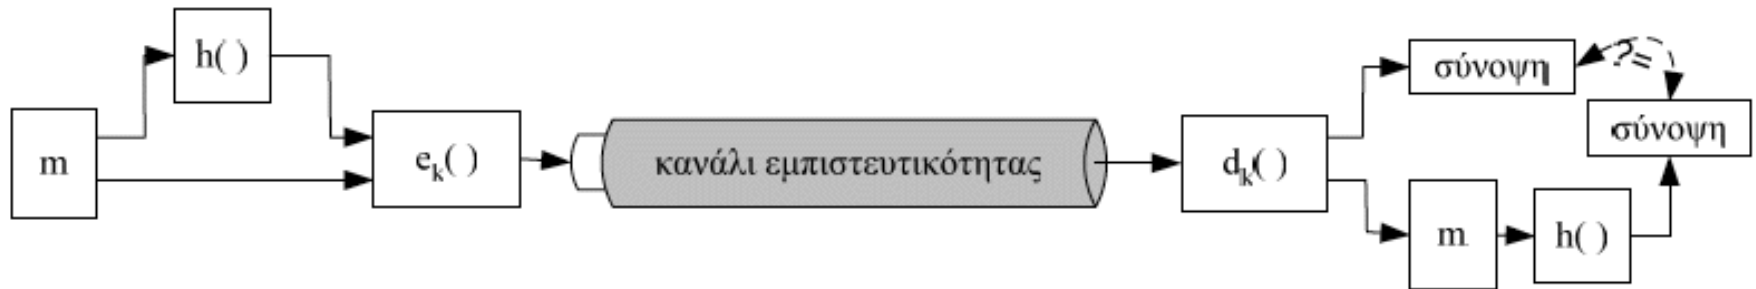 m
h( )
e_k( )
κανάλι εμπιστευτικότητας
d_k( )
σύνοψη
?=
σύνοψη
m
h( )